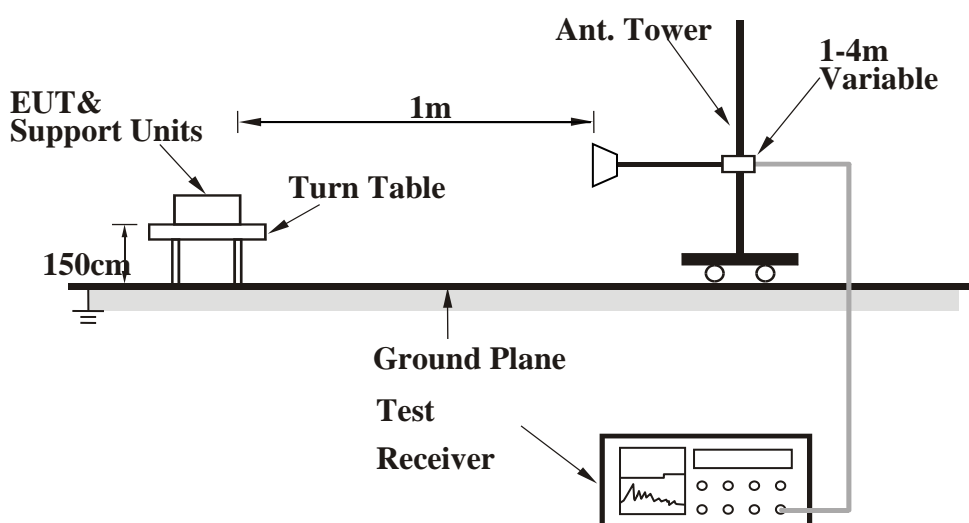 Ant. Tower
1-4m
Variable
EUT&
Support Units
1m
Turn Table
150cm
Ground Plane
Test
Receiver